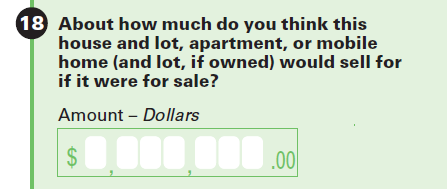 18 About how much do you think this
house and lot, apartment, or mobile
home (and lot, if owned) would sell for
if it were for sale?
Amount – Dollars
$ , , .00